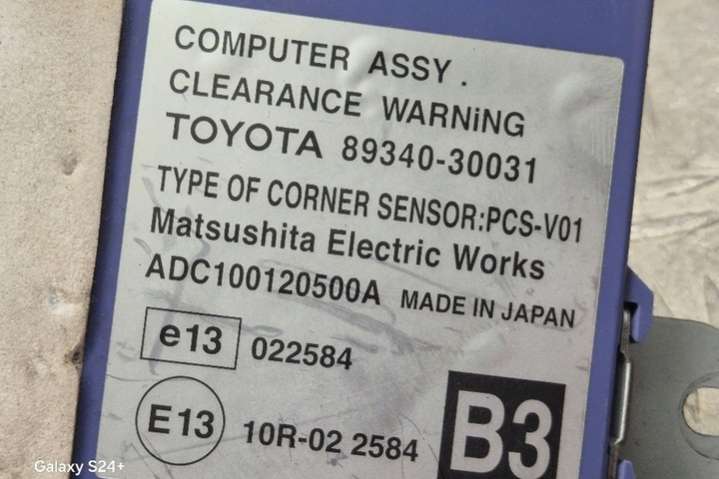 COMPUTER ASSY.
CLEARANCE WARNiNG
TOYOTA 89340-30031
TYPE OF CORNER SENSOR:PCS-V01
Matsushita Electric Works
ADC100120500A MADE IN JAPAN
e13 022584
E13 10R-02 2584
B3
Galaxy S24+